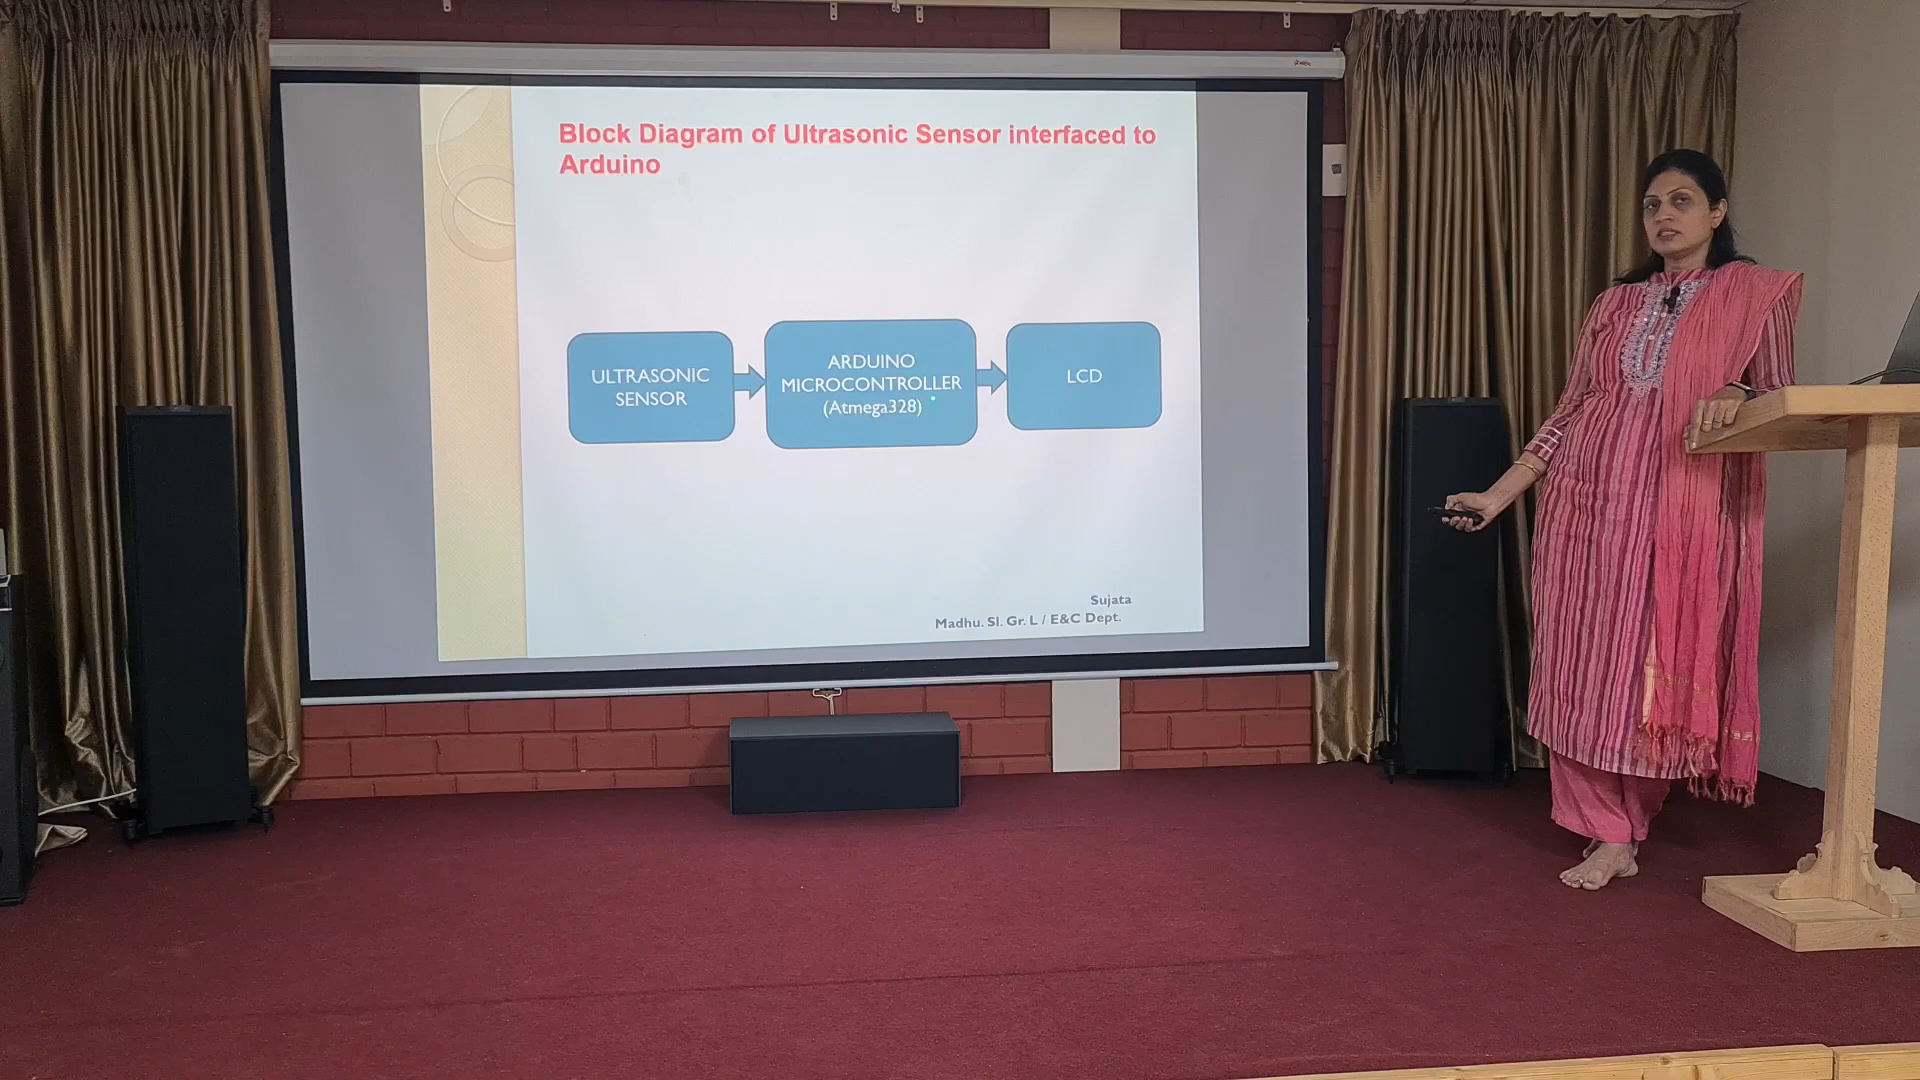 Block Diagram of Ultrasonic Sensor interfaced to
Arduino
ULTRASONIC
SENSOR
ARDUINO
MICROCONTROLLER
(Atmega328)
LCD
Sujata
Madhu. Sl. Gr. L / E&C Dept.